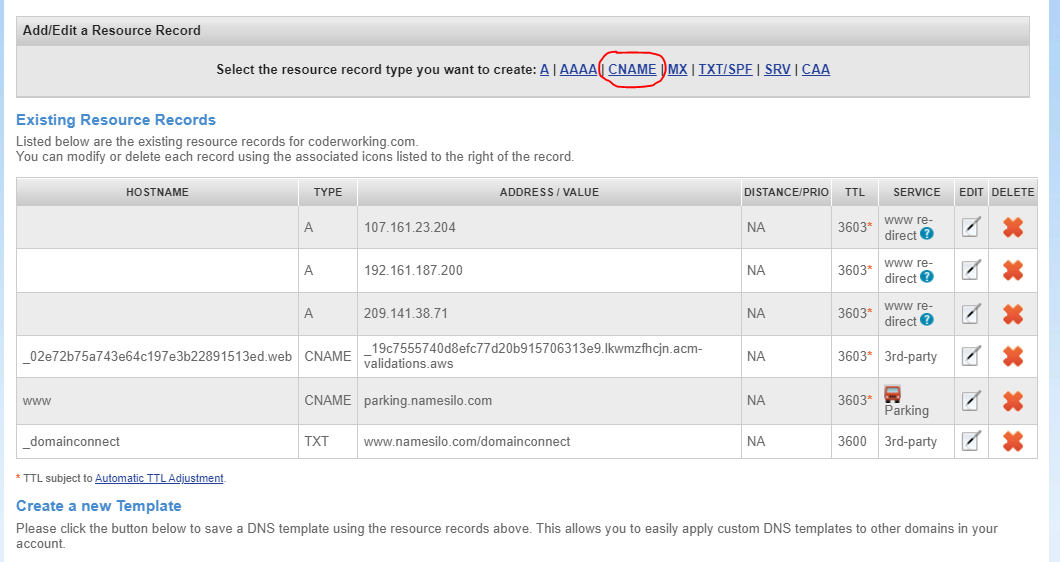 Add/Edit a Resource Record
Select the resource record type you want to create: A | AAAA | CNAME | MX | TXT/SPF | SRV | CAA
Existing Resource Records
Listed below are the existing resource records for coderworking.com.
You can modify or delete each record using the associated icons listed to the right of the record.
HOSTNAME TYPE ADDRESS / VALUE DISTANCE/PRIO TTL SERVICE EDIT DELETE
A 107.161.23.204 NA 3603* www re-
direct ?
A 192.161.187.200 NA 3603* www re-
direct ?
A 209.141.38.71 NA 3603* www re-
direct ?
_02e72b75a743e64c197e3b22891513ed.web CNAME _19c7555740d8efc77d20b915706313e9.lkwmzfhcjn.acm-
validations.aws NA 3603* 3rd-party
www CNAME parking.namesilo.com NA 3603* Parking
_domainconnect TXT www.namesilo.com/domainconnect NA 3600 3rd-party
* TTL subject to Automatic TTL Adjustment.
Create a new Template
Please click the button below to save a DNS template using the resource records above. This allows you to easily apply custom DNS templates to other domains in your
account.